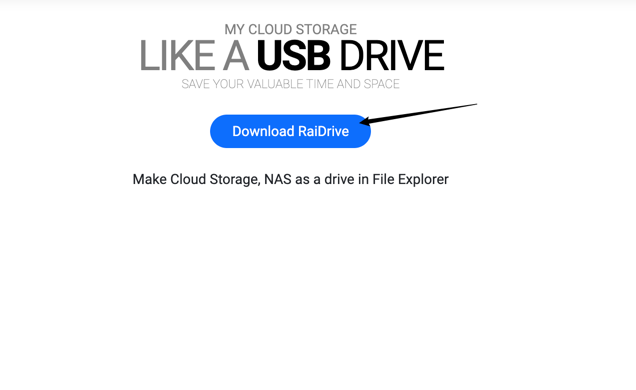 MY CLOUD STORAGE
LIKE A USB DRIVE
SAVE YOUR VALUABLE TIME AND SPACE
Download RaiDrive
Make Cloud Storage, NAS as a drive in File Explorer